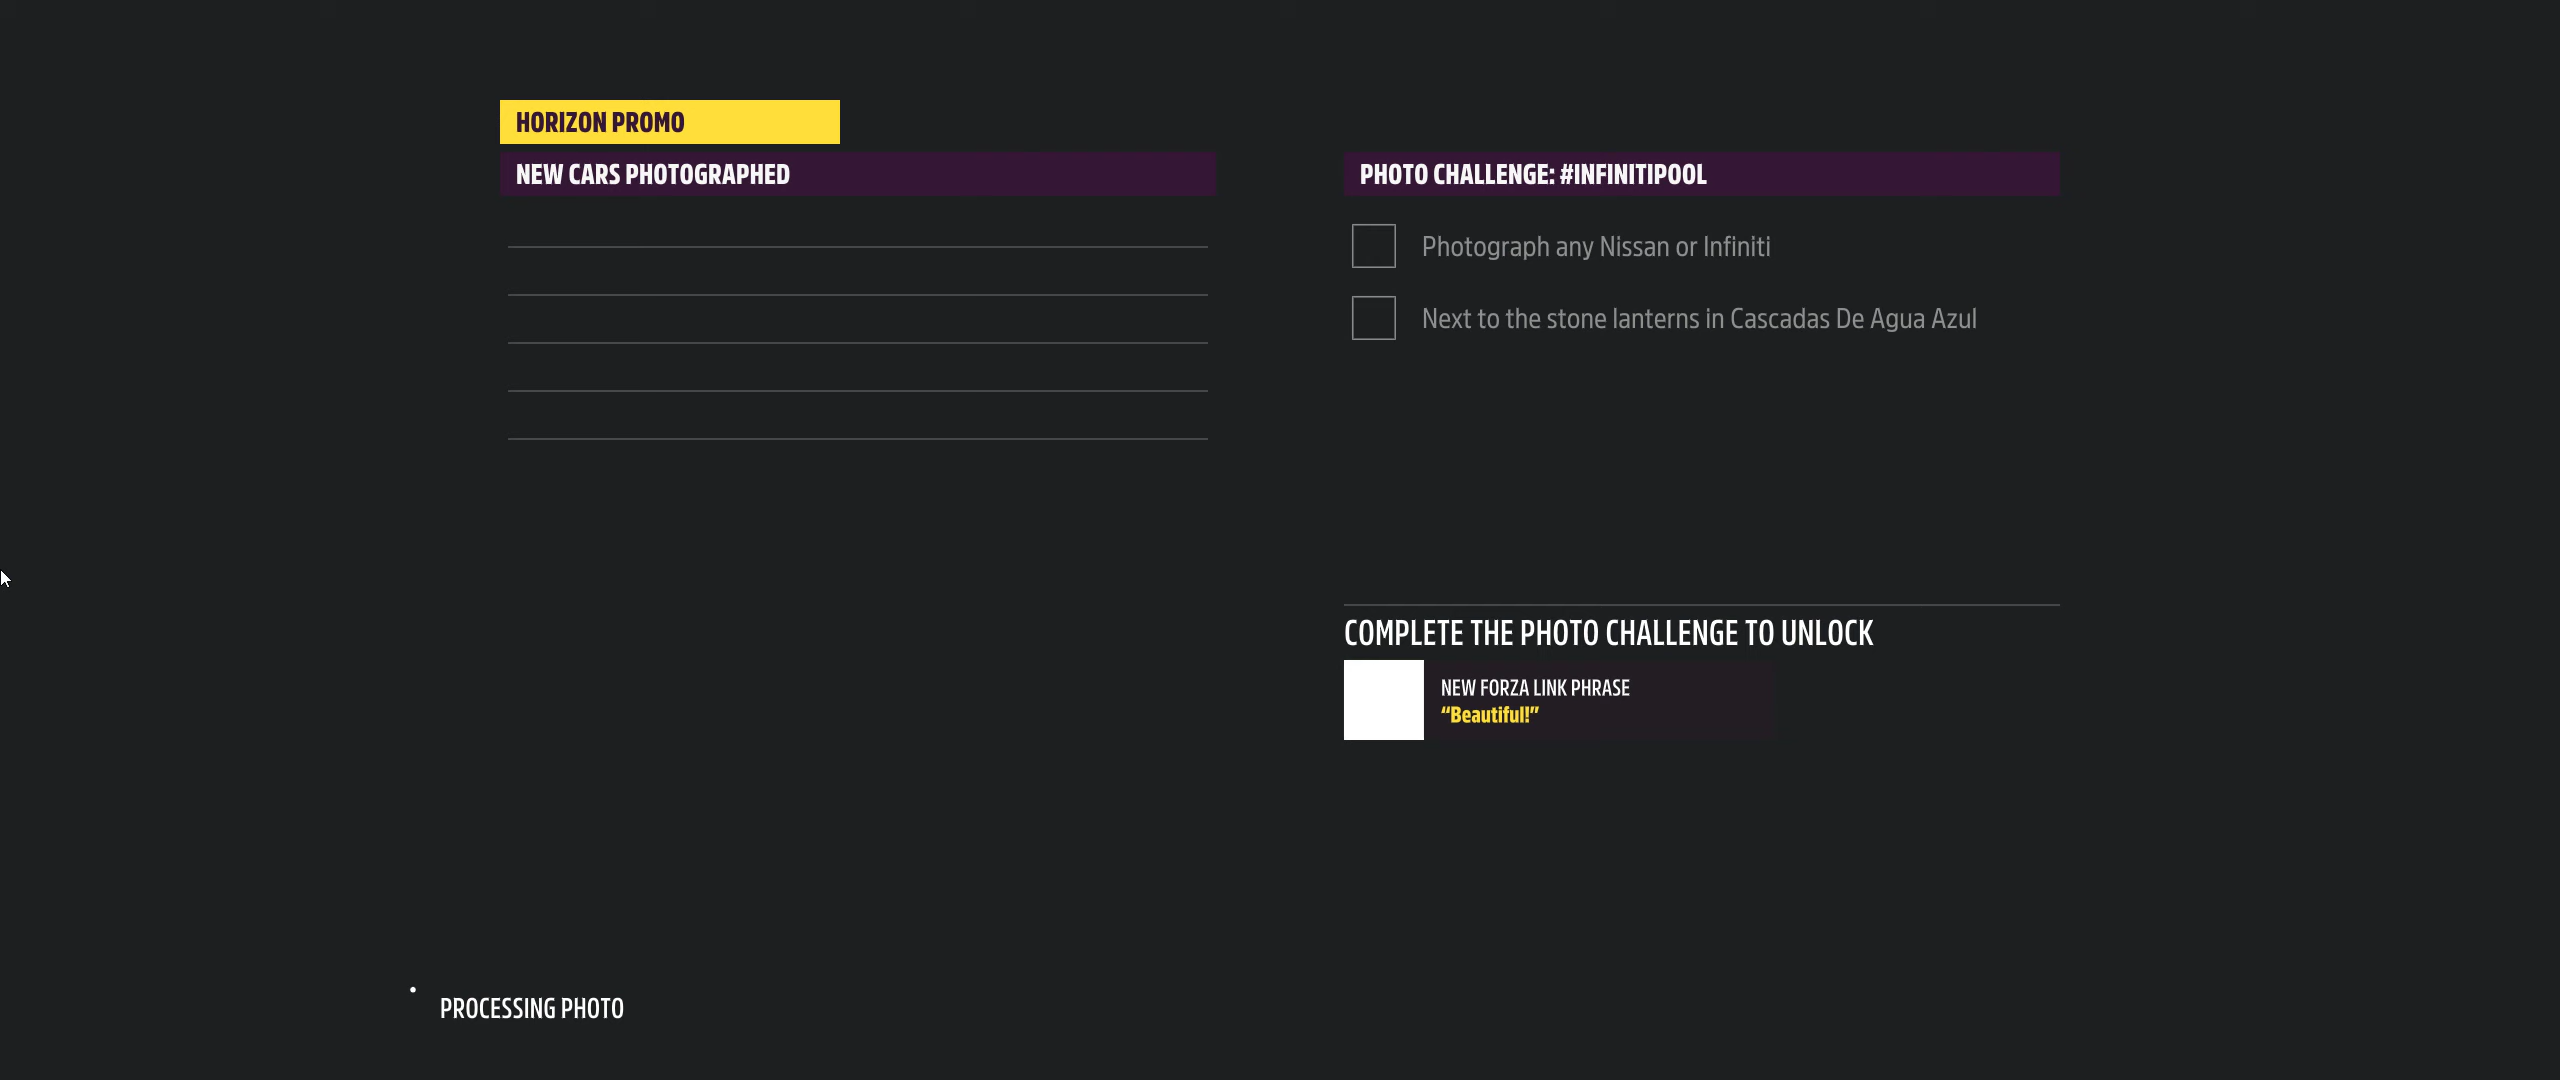 HORIZON PROMO
NEW CARS PHOTOGRAPHED
PHOTO CHALLENGE: #INFINITIPOOL
Photograph any Nissan or Infiniti
Next to the stone lanterns in Cascadas De Agua Azul
COMPLETE THE PHOTO CHALLENGE TO UNLOCK
NEW FORZA LINK PHRASE
“Beautiful!”
PROCESSING PHOTO